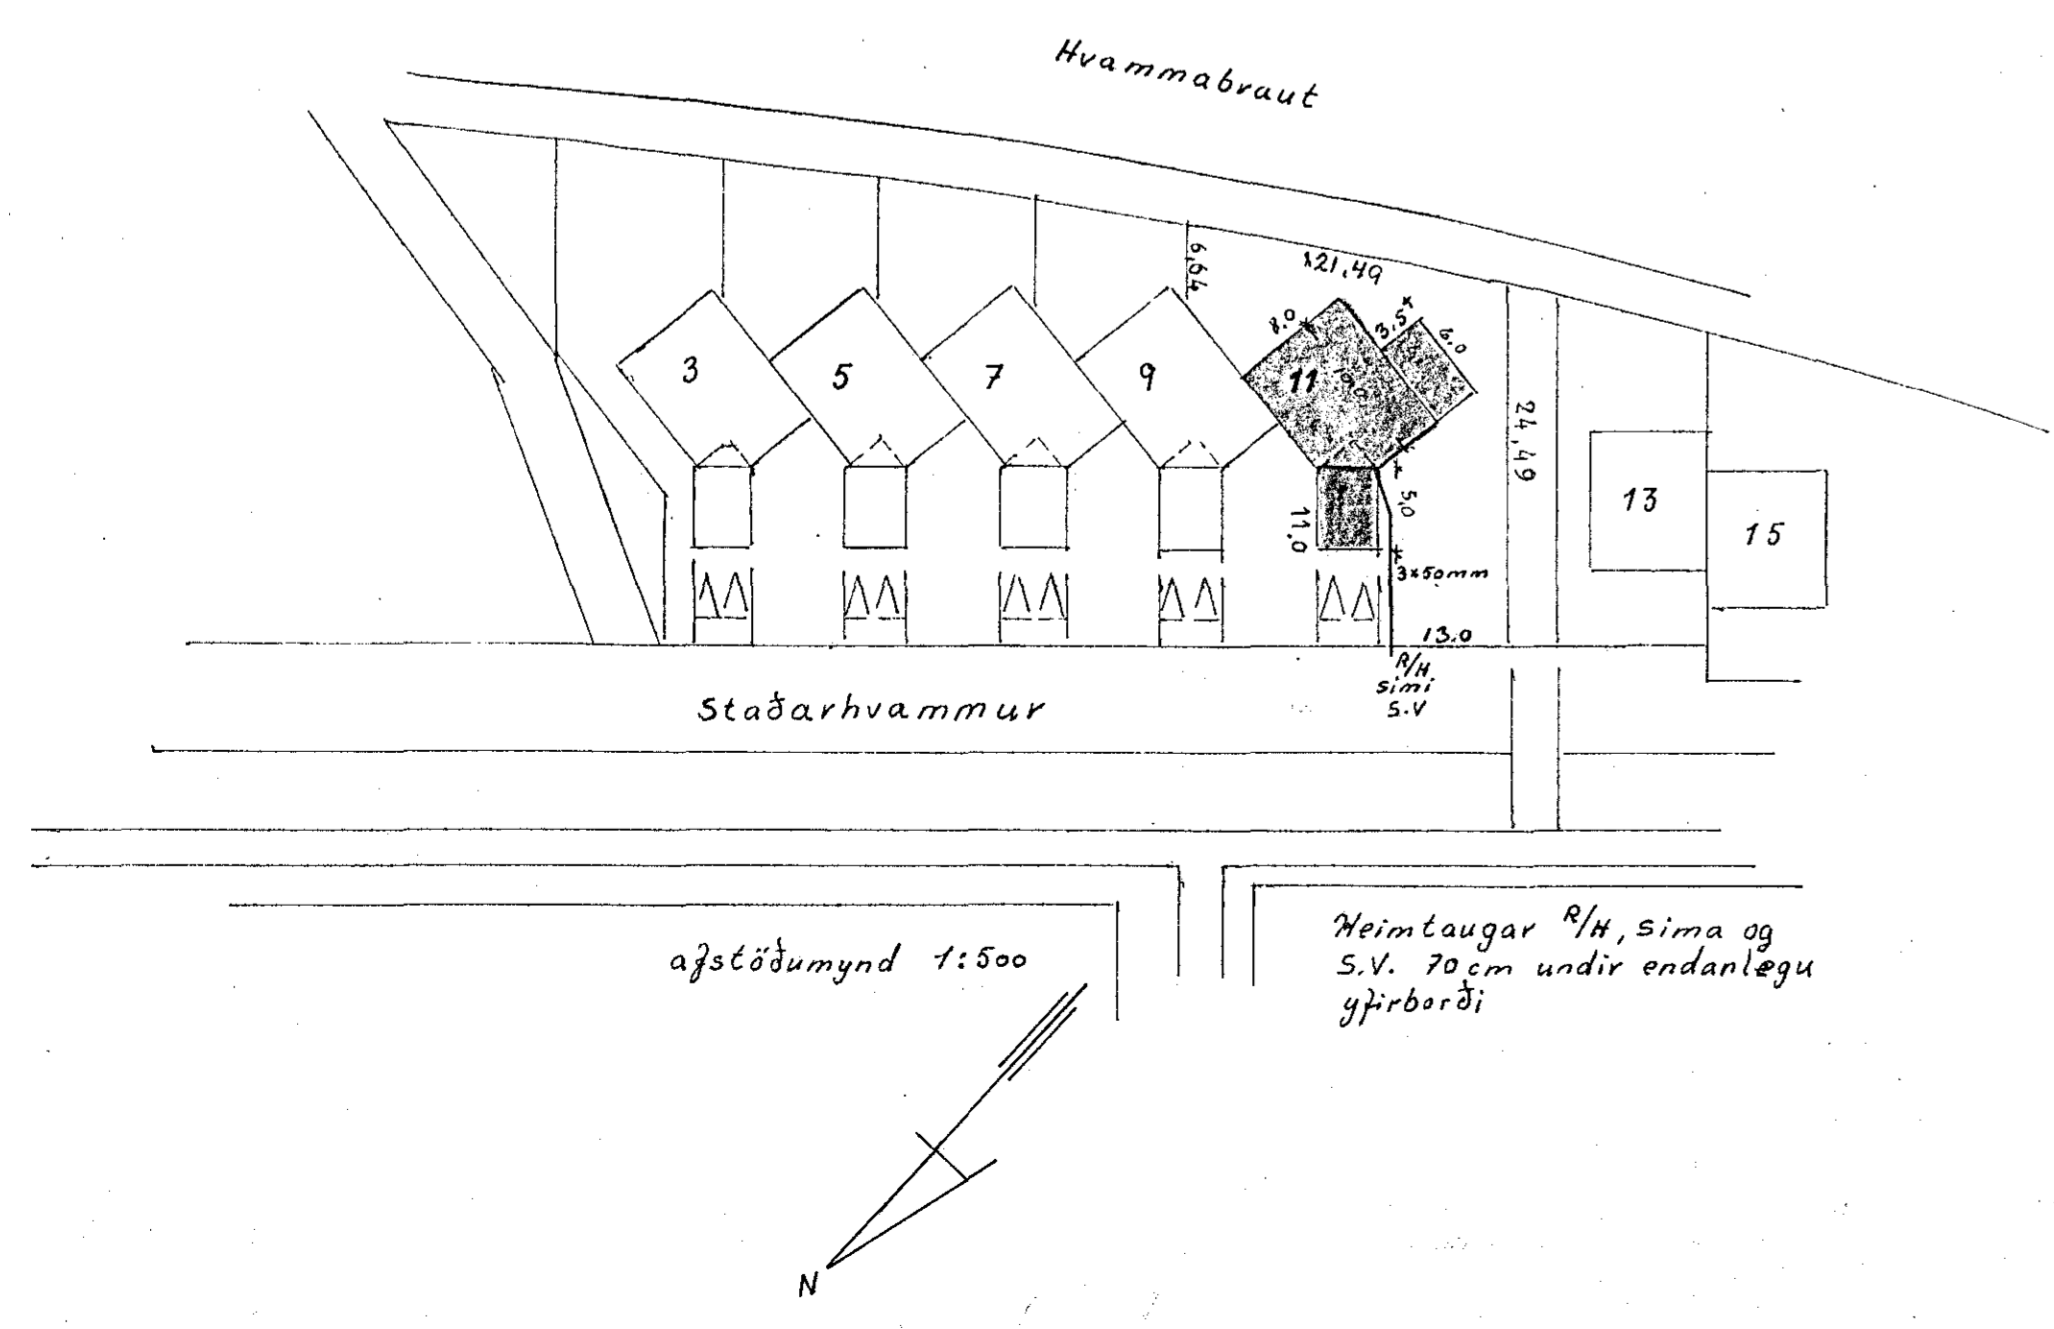 Hvammabraut
6,64
21,49
8.0
3.5
6.0
3
5
7
9
11
24,49
13
15
5,0
11.0
3x50mm
13.0
R/H
simi
S.V
Staðarhvammur
afstöðumynd 1:500
Heimtaugar R/H, sima og
S.V. 70 cm undir endanlegu
yfirborði
N